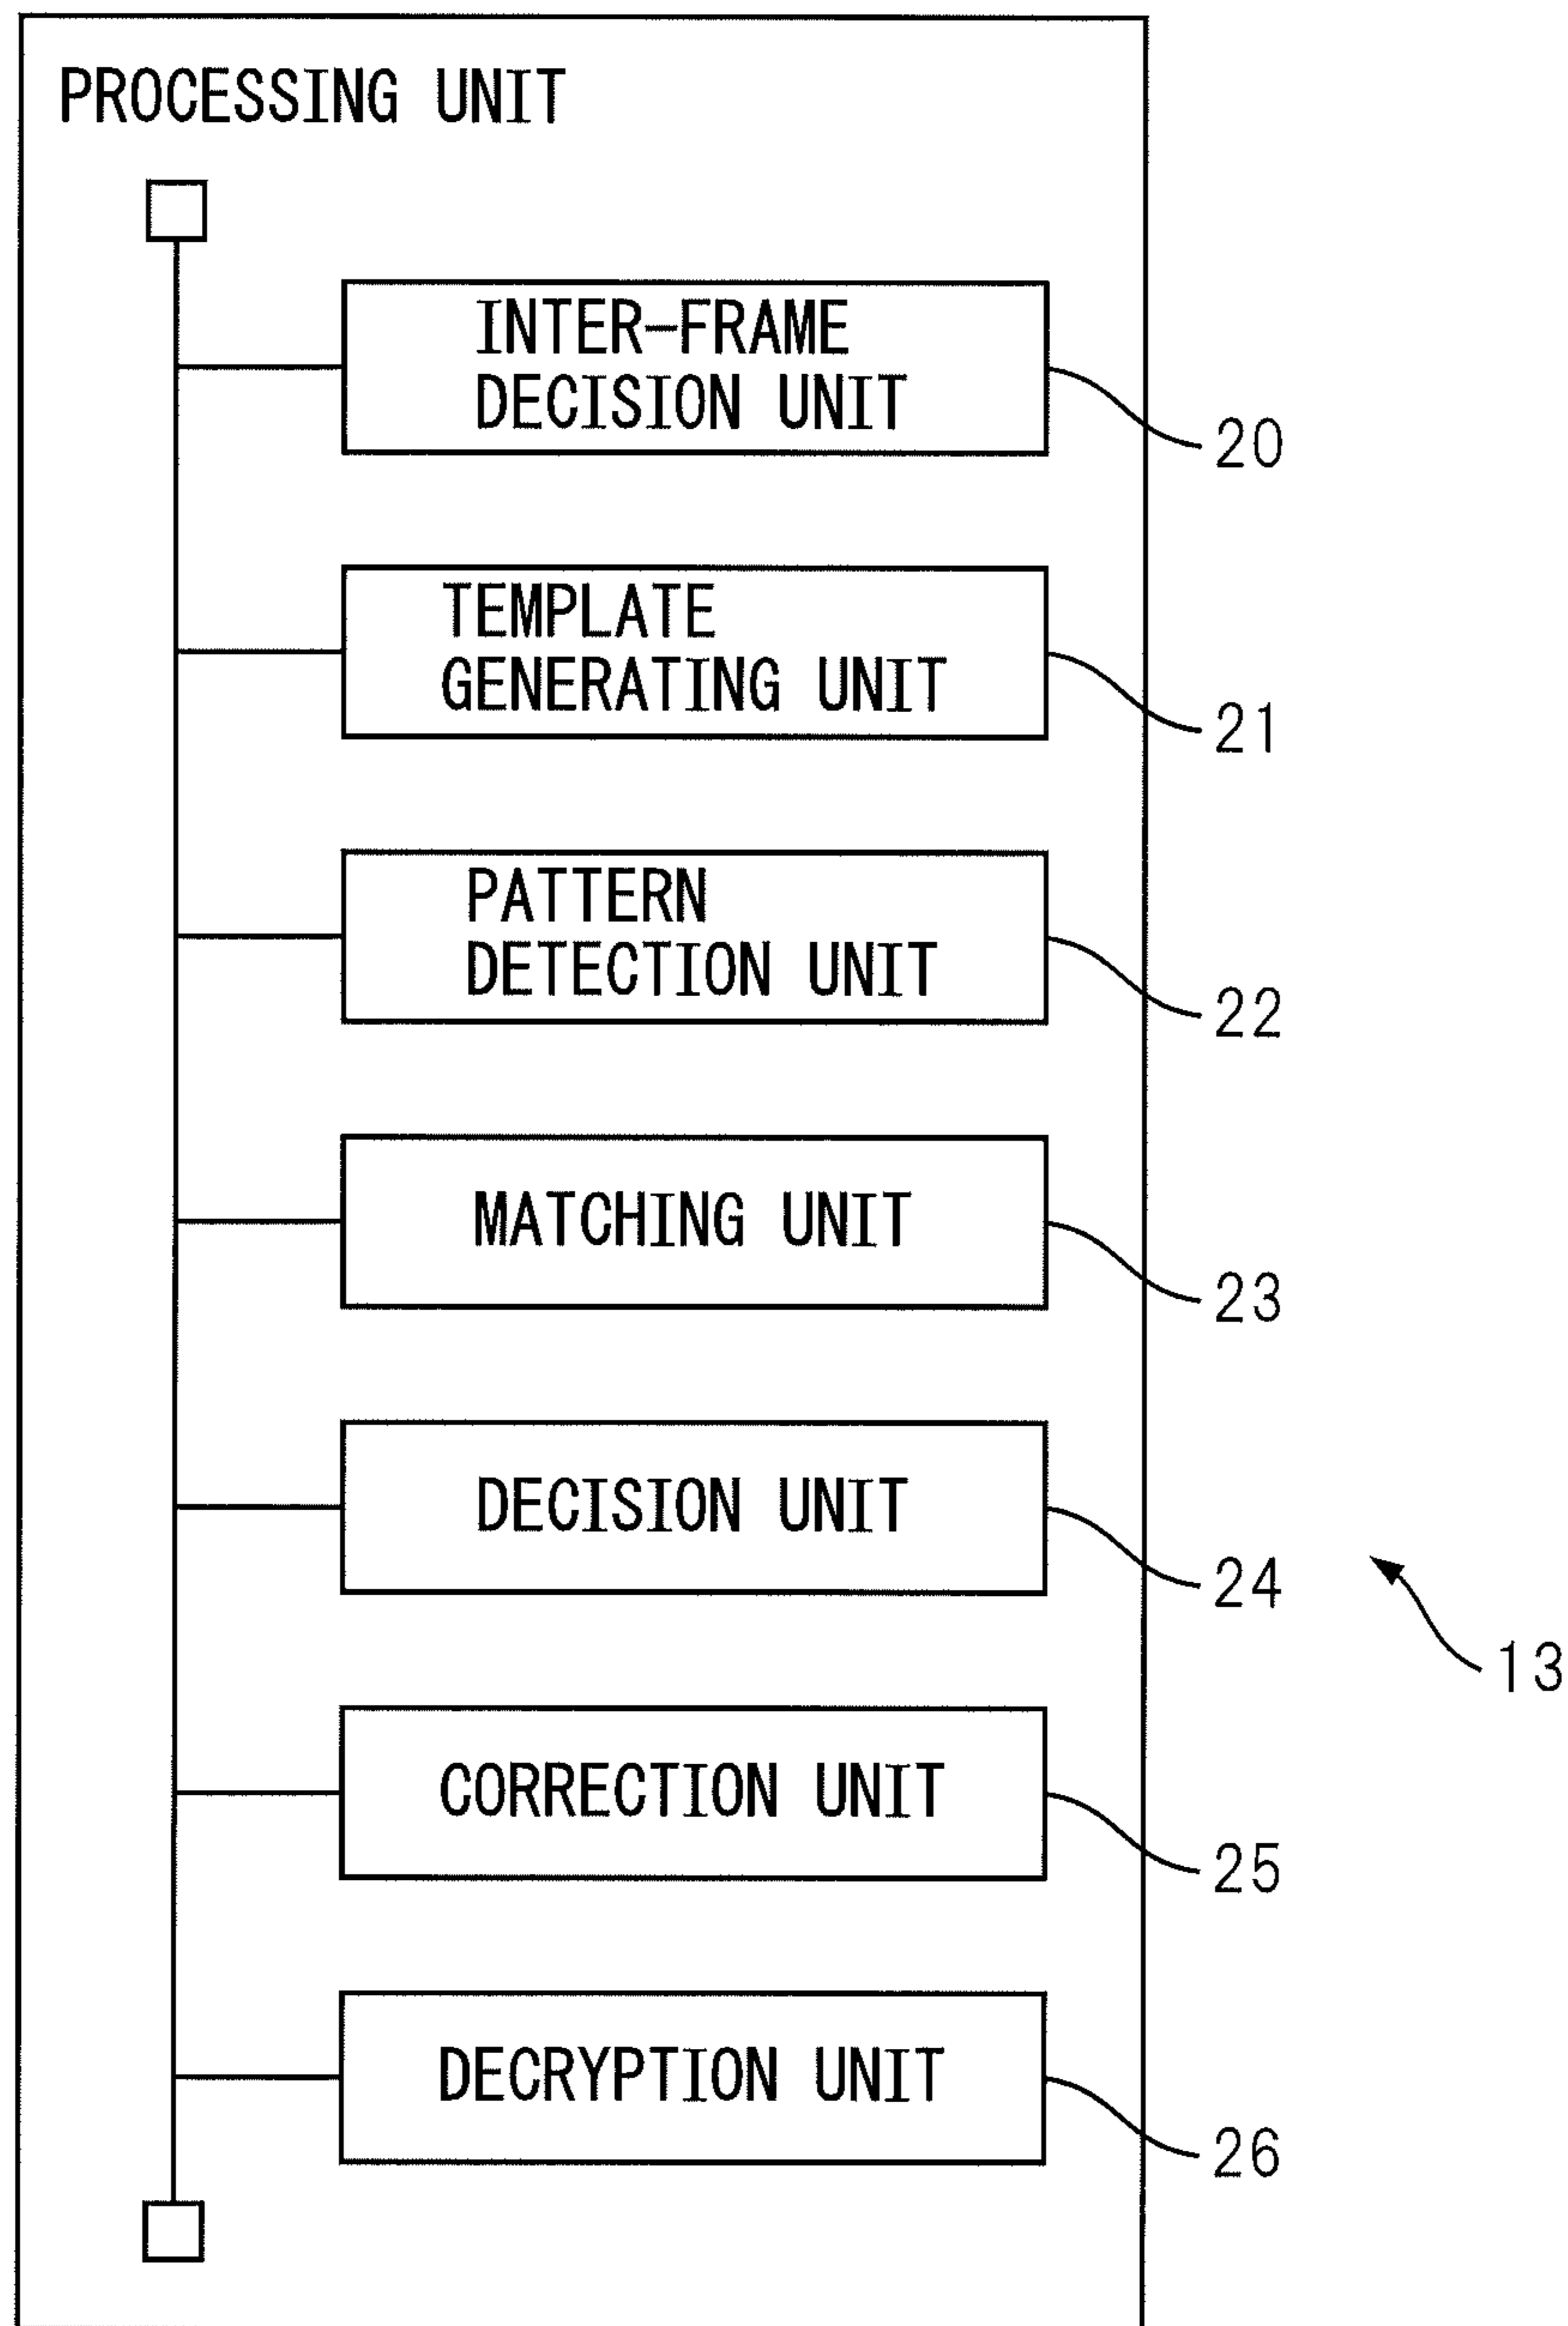 PROCESSING UNIT
INTER-FRAME
DECISION UNIT
20
TEMPLATE
GENERATING UNIT
21
PATTERN
DETECTION UNIT
22
MATCHING UNIT
23
DECISION UNIT
24
13
CORRECTION UNIT
25
DECRYPTION UNIT
26